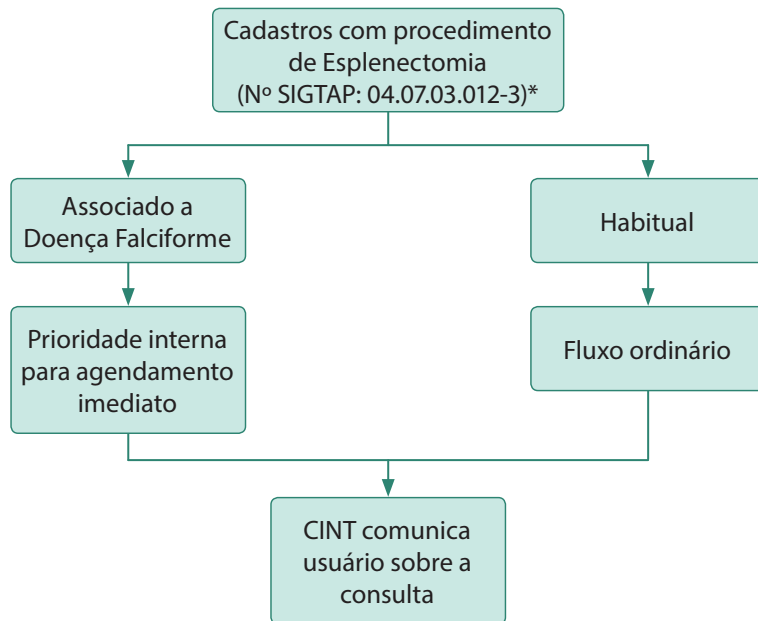 Cadastros com procedimento
de Esplenectomia
(Nº SIGTAP: 04.07.03.012-3)*
Associado a
Doença Falciforme
Habitual
Prioridade interna
para agendamento
imediato
Fluxo ordinário
CINT comunica
usuário sobre a
consulta